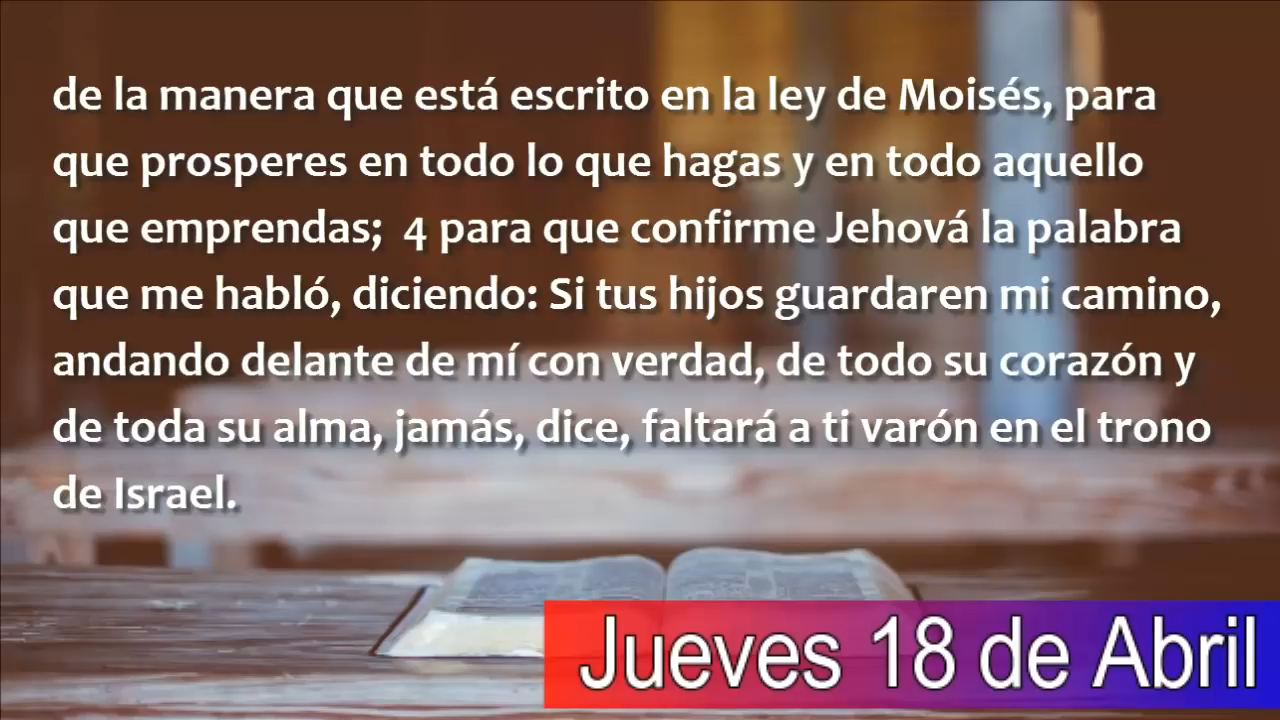 de la manera que está escrito en la ley de Moisés, para
que prosperes en todo lo que hagas y en todo aquello
que emprendas;  4 para que confirme Jehová la palabra
que me habló, diciendo: Si tus hijos guardaren mi camino,
andando delante de mí con verdad, de todo su corazón y
de toda su alma, jamás, dice, faltará a ti varón en el trono
de Israel.
Jueves 18 de Abril